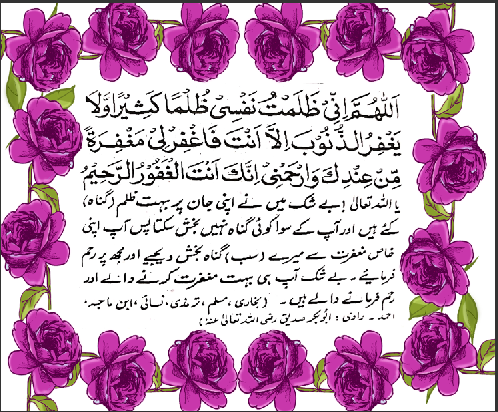 اَللّٰهُمَّ اِنِّیْ ظَلَمْتُ نَفْسِیْ ظُلْمًا كَثِیْرًا وَّلَا
یَغْفِرُ الذُّنُوْبَ اِلَّا اَنْتَ فَاغْفِرْ لِیْ مَغْفِرَةً
مِّنْ عِنْدِكَ وَارْحَمْنِیْ اِنَّكَ اَنْتَ الْغَفُوْرُ الرَّحِیْمُ
یا (اللہ تعالیٰ) بے شک میں نے اپنی جان پر بہت ظلم (گناہ)
کئے ہیں اور آپ کے سوا کوئی گناہ نہیں بخش سکتا پس آپ اپنی
خاص مغفرت سے میرے (سب) گناہ بخش دیجیے اور مجھ پر رحم
فرمایئے۔ بے شک آپ ہی بہت مغفرت کرنے والے اور
رحم فرمانے والے ہیں۔ (بخاری، مسلم، ترمذی، نسائی، ابن ماجہ،
احمد۔ راوی: ابوبکر صدیق رضی اللہ تعالیٰ عنہ)